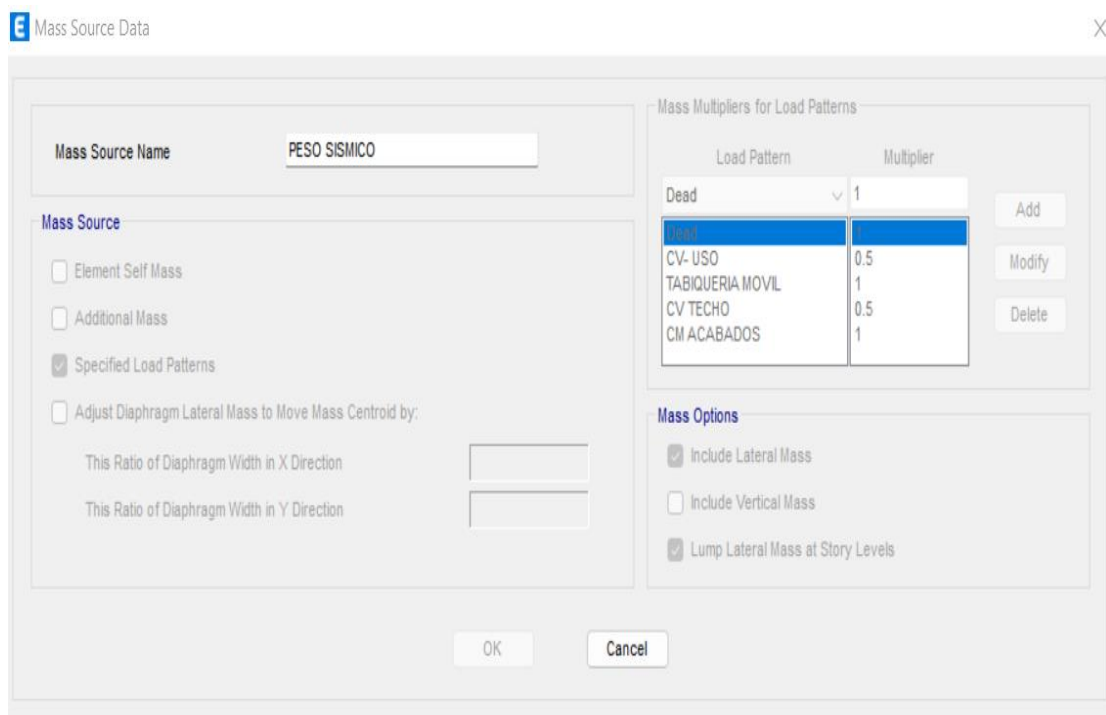 E Mass Source Data X
Mass Source Name PESO SISMICO
Mass Source
Element Self Mass
Additional Mass
Specified Load Patterns
Adjust Diaphragm Lateral Mass to Move Mass Centroid by:
This Ratio of Diaphragm Width in X Direction
This Ratio of Diaphragm Width in Y Direction
Mass Multipliers for Load Patterns
Load Pattern Multiplier
Dead 1
Dead 1
CV- USO 0.5
TABIQUERIA MOVIL 1
CV TECHO 0.5
CM ACABADOS 1
Add
Modify
Delete
Mass Options
Include Lateral Mass
Include Vertical Mass
Lump Lateral Mass at Story Levels
OK Cancel